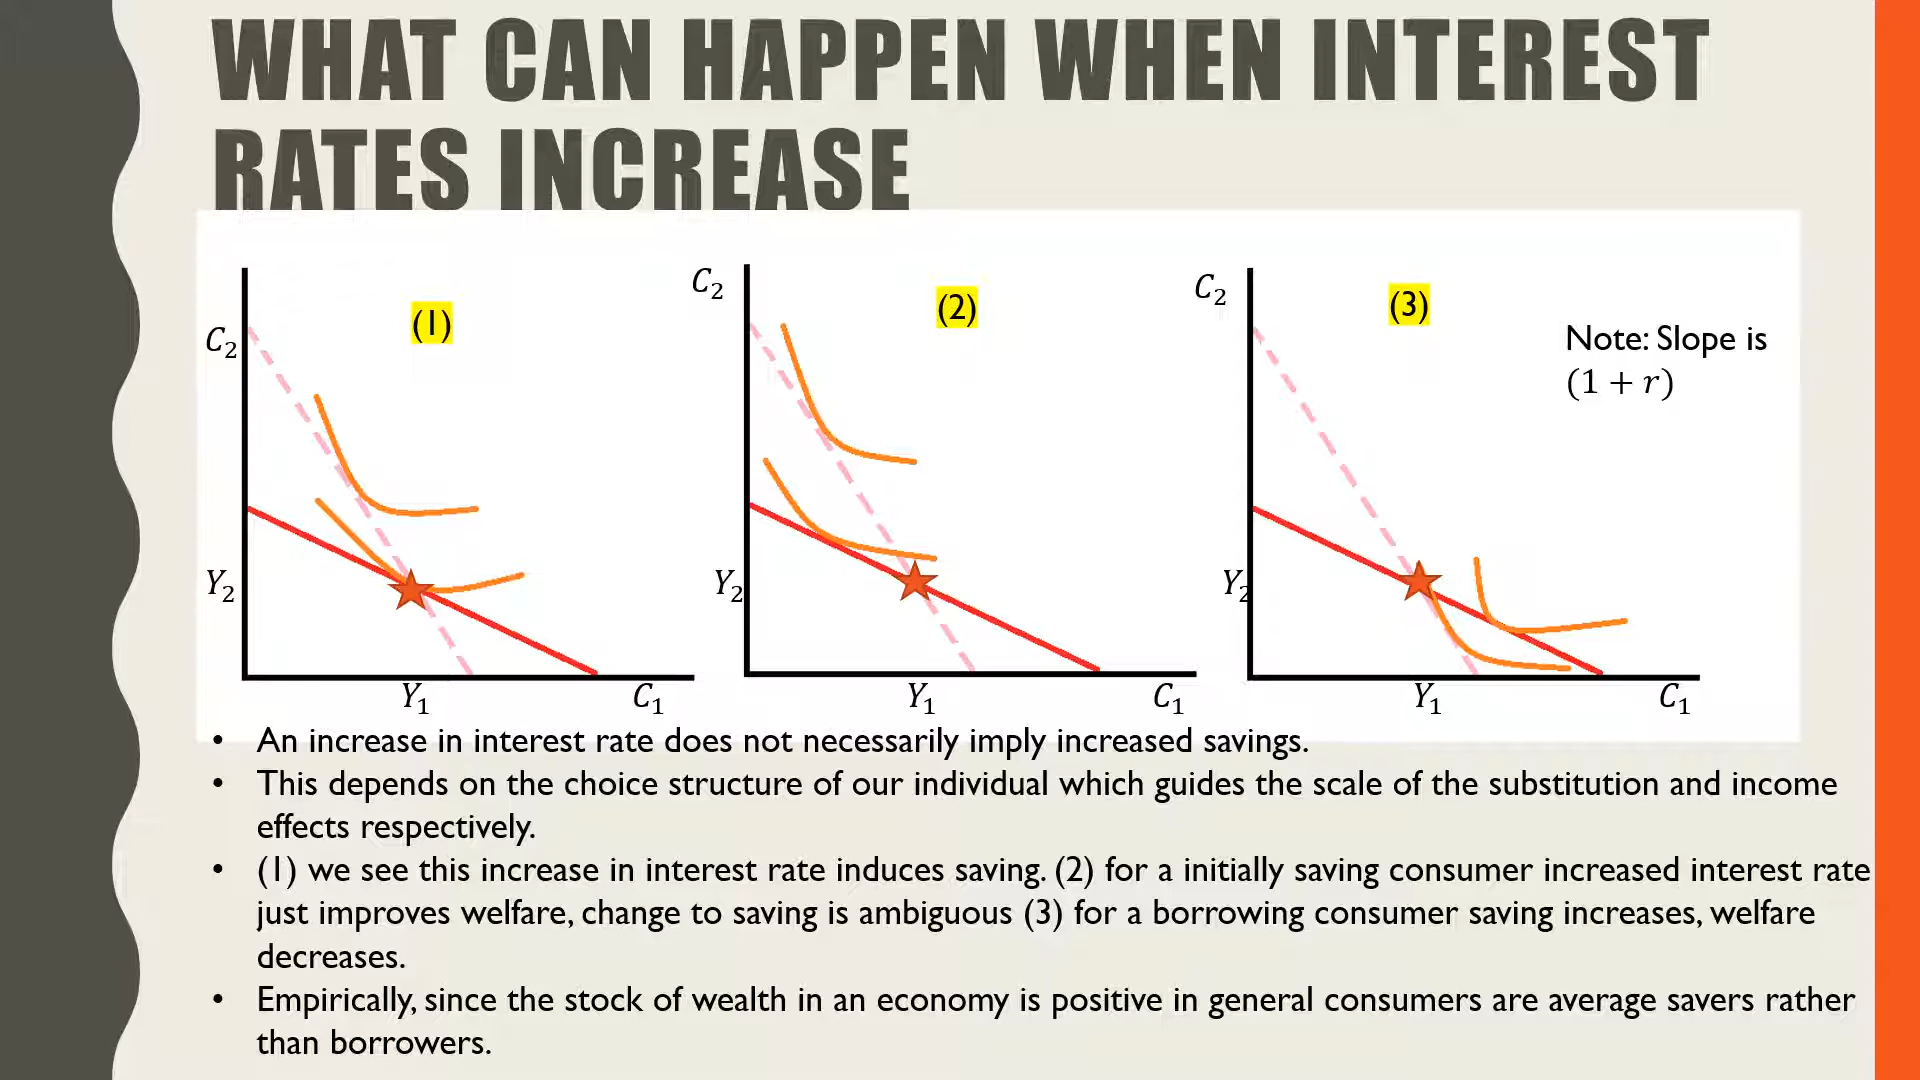 WHAT CAN HAPPEN WHEN INTEREST
RATES INCREASE
C₂
Y₂
(1)
Y₁
C₁
C₂
Y₂
(2)
Y₁
C₁
C₂
Y₂
(3)
Y₁
C₁
Note: Slope is
(1 + r)
• An increase in interest rate does not necessarily imply increased savings.
• This depends on the choice structure of our individual which guides the scale of the substitution and income
effects respectively.
• (1) we see this increase in interest rate induces saving. (2) for a initially saving consumer increased interest rate
just improves welfare, change to saving is ambiguous (3) for a borrowing consumer saving increases, welfare
decreases.
• Empirically, since the stock of wealth in an economy is positive in general consumers are average savers rather
than borrowers.